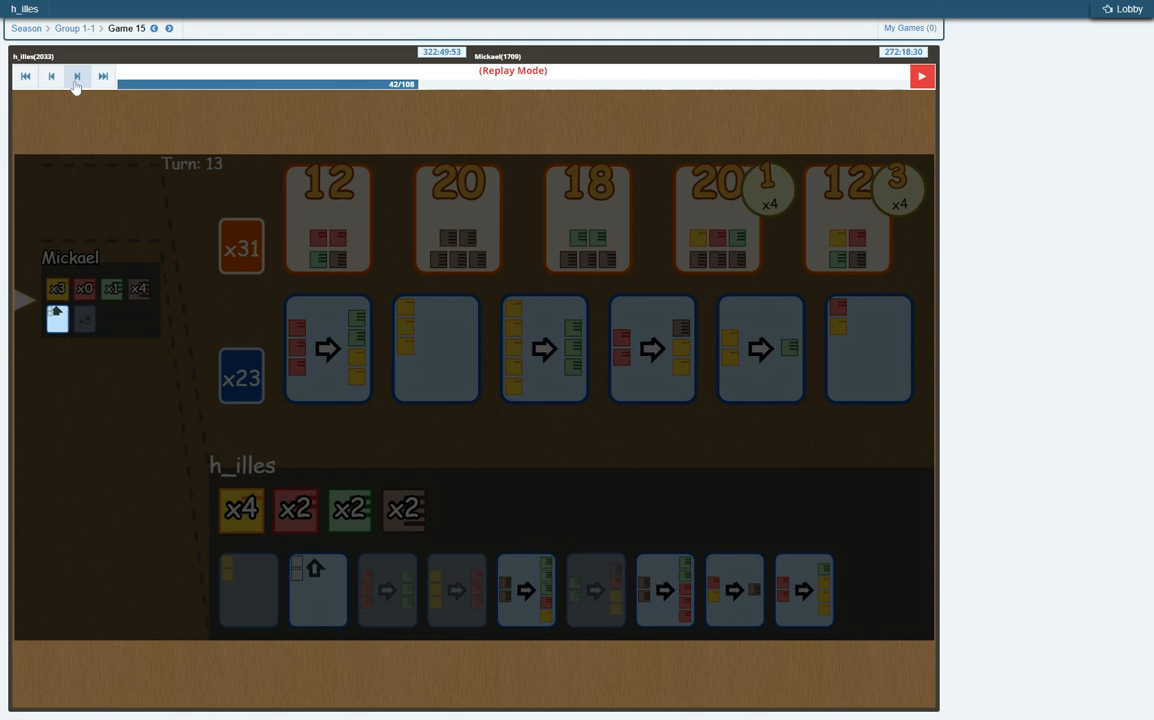 h_illes
Lobby
Season > Group 1-1 > Game 15
My Games (0)
h_illes(2033)
322:49:53
Mickael(1709)
272:18:30
(Replay Mode)
42/108
Turn: 13
12
20
18
20
1
x4
12
3
x4
x31
Mickael
x3
x0
x1
x4
x5
x23
h_illes
x4
x2
x2
x2